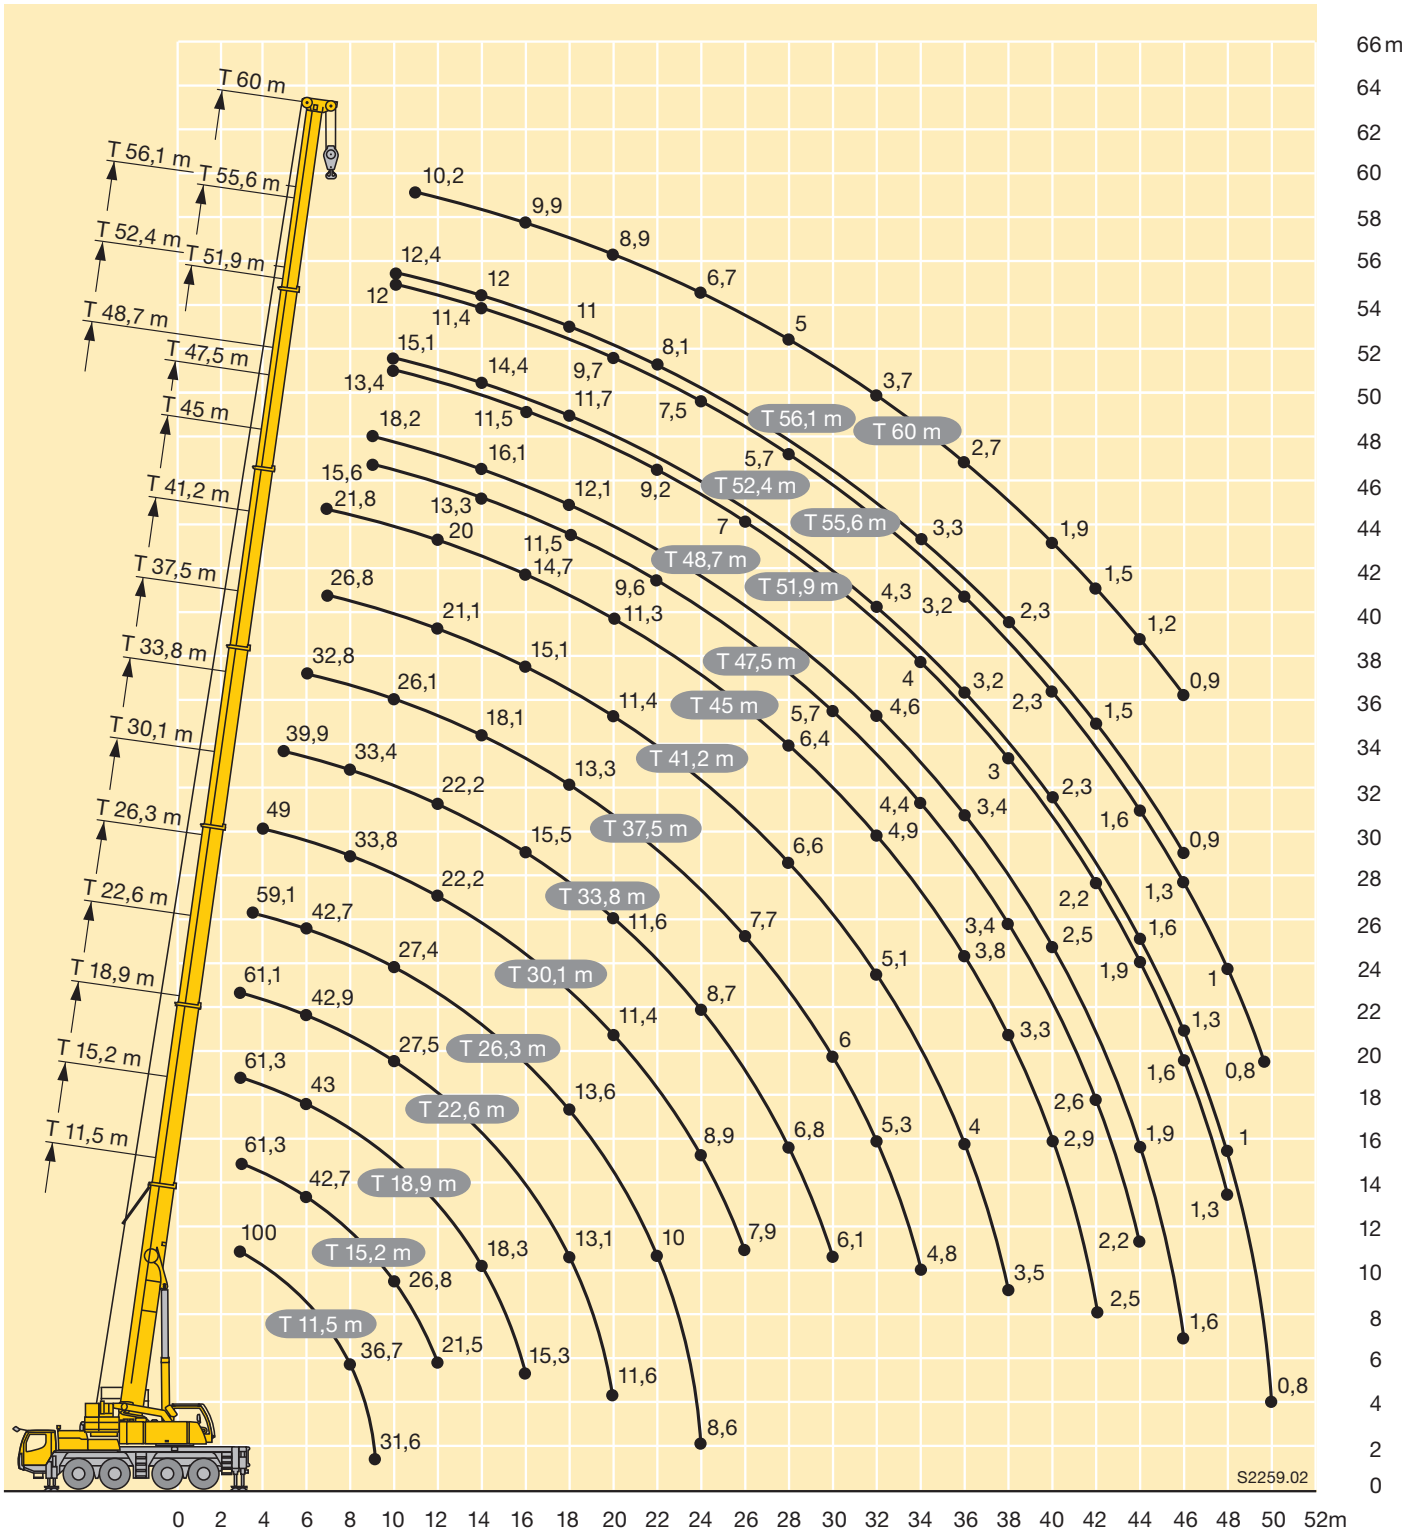 66 m
64
62
60
58
56
54
52
50
48
46
44
42
40
38
36
34
32
30
28
26
24
22
20
18
16
14
12
10
8
6
4
2
0
T 60 m
T 56,1 m
T 55,6 m
T 52,4 m
T 51,9 m
T 48,7 m
T 47,5 m
T 45 m
T 41,2 m
T 37,5 m
T 33,8 m
T 30,1 m
T 26,3 m
T 22,6 m
T 18,9 m
T 15,2 m
T 11,5 m
10,2 9,9 8,9 6,7 5 3,7 2,7 1,9 1,5 1,2 0,9
T 60 m
12,4 12 11 8,1 3,3 2,3 1,5 0,9
T 56,1 m
12 11,4 9,7 7,5 5,7 3,2 2,3 1,6 1,3 1 0,8
T 55,6 m
15,1 14,4 11,7 4,3 3,2 2,3 1,6 1,3 1 0,8
T 52,4 m
13,4 11,5 9,2 7 4 3 2,2 1,9 1,6 1,3
T 51,9 m
18,2 16,1 12,1 4,6 3,4 2,5 1,9 1,6
T 48,7 m
15,6 13,3 11,5 9,6 5,7 4,4 3,4 2,6 2,2
T 47,5 m
21,8 20 14,7 11,3 6,4 4,9 3,8 3,3 2,9 2,5
T 45 m
26,8 21,1 15,1 11,4 6,6 5,1 4 3,5
T 41,2 m
32,8 26,1 18,1 13,3 7,7 6 5,3 4,8
T 37,5 m
39,9 33,4 22,2 15,5 11,6 8,7 6,8 6,1
T 33,8 m
49 33,8 22,2 11,4 8,9 7,9
T 30,1 m
59,1 42,7 27,4 13,6 10 8,6
T 26,3 m
61,1 42,9 27,5 13,1 11,6
T 22,6 m
61,3 43 18,3 15,3
T 18,9 m
61,3 42,7 26,8 21,5
T 15,2 m
100 36,7 31,6
T 11,5 m
S2259.02
0 2 4 6 8 10 12 14 16 18 20 22 24 26 28 30 32 34 36 38 40 42 44 46 48 50 52m